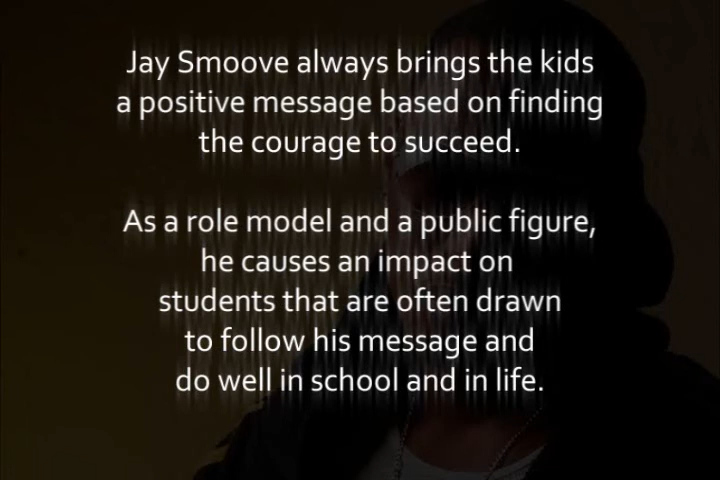 Jay Smoove always brings the kids
a positive message based on finding
the courage to succeed.
As a role model and a public figure,
he causes an impact on
students that are often drawn
to follow his message and
do well in school and in life.